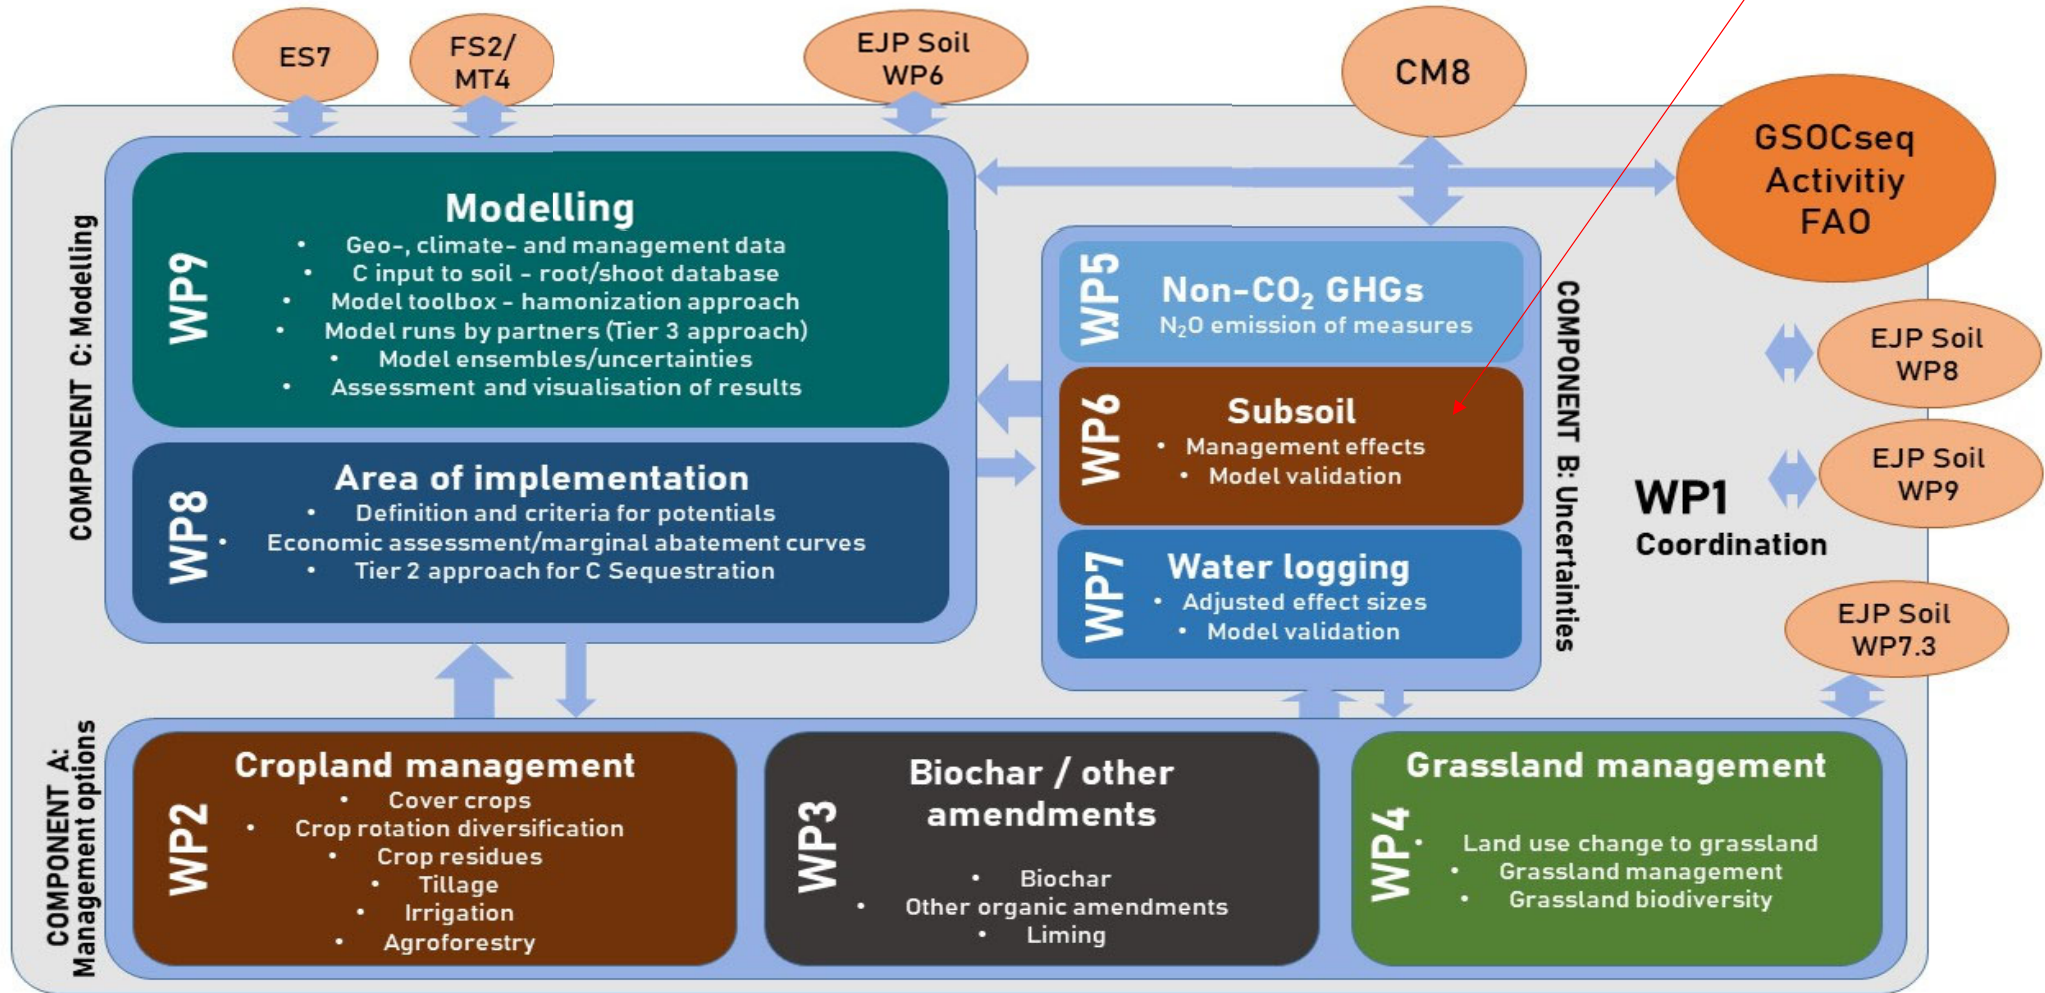 ES7
FS2/
MT4
EJP Soil
WP6
CM8
GSOCseq
Activitiy
FAO
COMPONENT C: Modelling
WP9
Modelling
• Geo-, climate- and management data
• C input to soil - root/shoot database
• Model toolbox - hamonization approach
• Model runs by partners (Tier 3 approach)
• Model ensembles/uncertainties
• Assessment and visualisation of results
WP8
Area of implementation
• Definition and criteria for potentials
• Economic assessment/marginal abatement curves
• Tier 2 approach for C Sequestration
WP5
Non-CO₂ GHGs
N₂O emission of measures
WP6
Subsoil
• Management effects
• Model validation
WP7
Water logging
• Adjusted effect sizes
• Model validation
COMPONENT B: Uncertainties
EJP Soil
WP8
EJP Soil
WP9
WP1
Coordination
EJP Soil
WP7.3
COMPONENT A:
Management options
WP2
Cropland management
• Cover crops
• Crop rotation diversification
• Crop residues
• Tillage
• Irrigation
• Agroforestry
WP3
Biochar / other
amendments
• Biochar
• Other organic amendments
• Liming
WP4
Grassland management
• Land use change to grassland
• Grassland management
• Grassland biodiversity